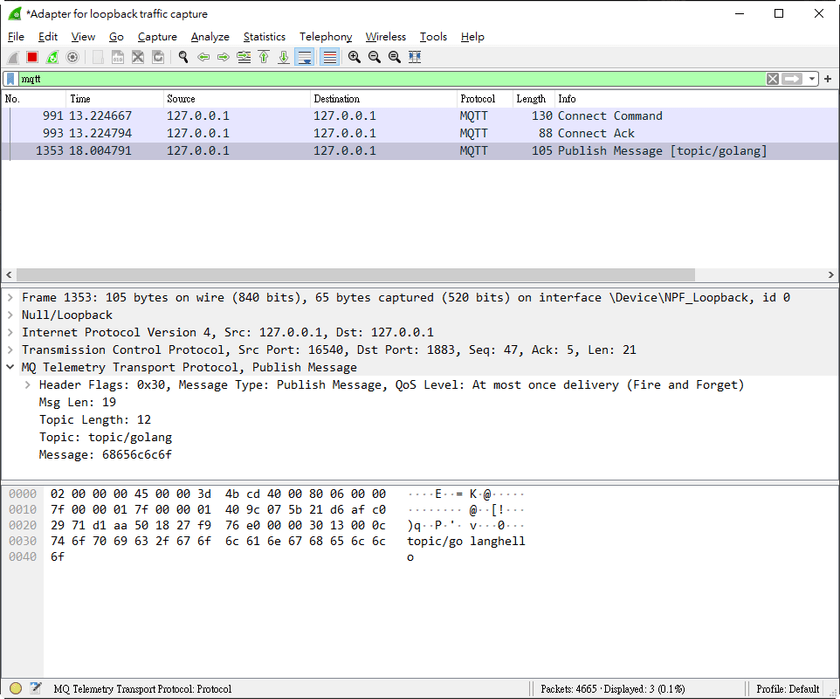 *Adapter for loopback traffic capture
File Edit View Go Capture Analyze Statistics Telephony Wireless Tools Help
mqtt
No. Time Source Destination Protocol Length Info
991 13.224667 127.0.0.1 127.0.0.1 MQTT 130 Connect Command
993 13.224794 127.0.0.1 127.0.0.1 MQTT 88 Connect Ack
1353 18.004791 127.0.0.1 127.0.0.1 MQTT 105 Publish Message [topic/golang]
Frame 1353: 105 bytes on wire (840 bits), 65 bytes captured (520 bits) on interface \Device\NPF_Loopback, id 0
Null/Loopback
Internet Protocol Version 4, Src: 127.0.0.1, Dst: 127.0.0.1
Transmission Control Protocol, Src Port: 16540, Dst Port: 1883, Seq: 47, Ack: 5, Len: 21
MQ Telemetry Transport Protocol, Publish Message
Header Flags: 0x30, Message Type: Publish Message, QoS Level: At most once delivery (Fire and Forget)
Msg Len: 19
Topic Length: 12
Topic: topic/golang
Message: 68656c6c6f
0000 02 00 00 00 45 00 00 3d 4b cd 40 00 80 06 00 00 ····E··= K·@·····
0010 7f 00 00 01 7f 00 00 01 40 9c 07 5b 21 d6 af c0 ········ @··[!···
0020 29 71 d1 aa 50 18 27 f9 76 e0 00 00 30 13 00 0c )q··P·'· v···0···
0030 74 6f 70 69 63 2f 67 6f 6c 61 6e 67 68 65 6c 6c topic/go langhell
0040 6f o
MQ Telemetry Transport Protocol: Protocol Packets: 4665 · Displayed: 3 (0.1%) Profile: Default